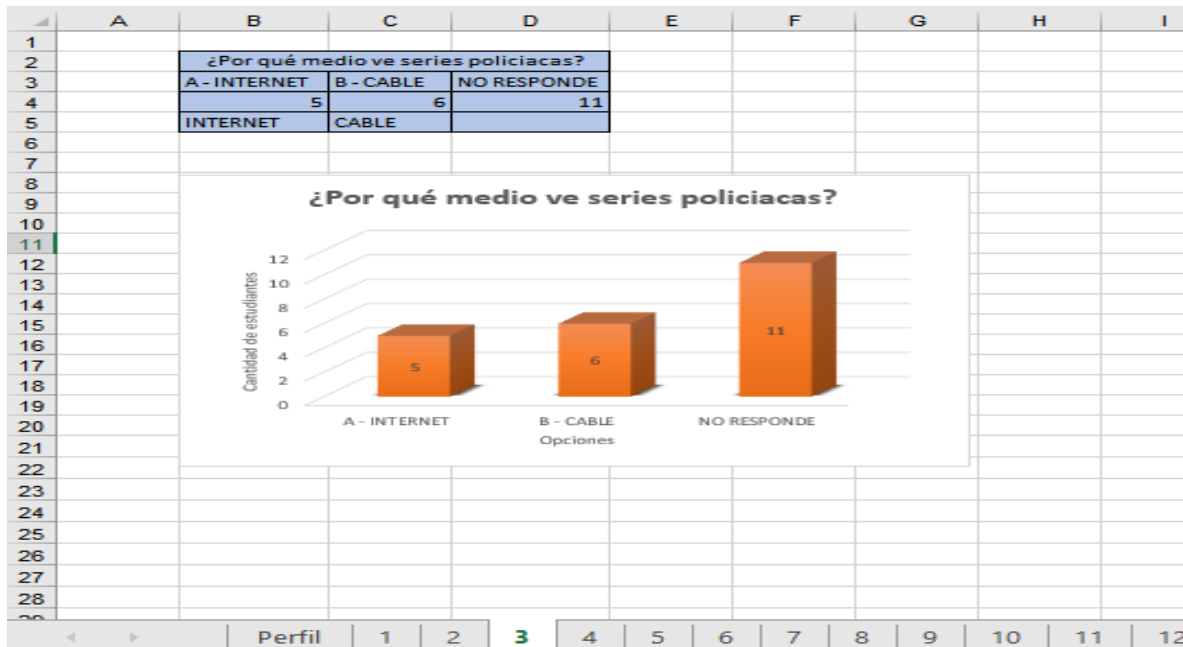 A B C D E F G H I
1
2 ¿Por qué medio ve series policiacas?
3 A - INTERNET B - CABLE NO RESPONDE
4 5 6 11
5 INTERNET CABLE
6
7
8
¿Por qué medio ve series policiacas?
9
10
11
12
13
14
15
16
17
18
19
20
21
22
23
24
25
26
27
28
Cantidad de estudiantes
12
10
8
6
4
2
0
5 6 11
A - INTERNET B - CABLE NO RESPONDE
Opciones
Perfil 1 2 3 4 5 6 7 8 9 10 11 12